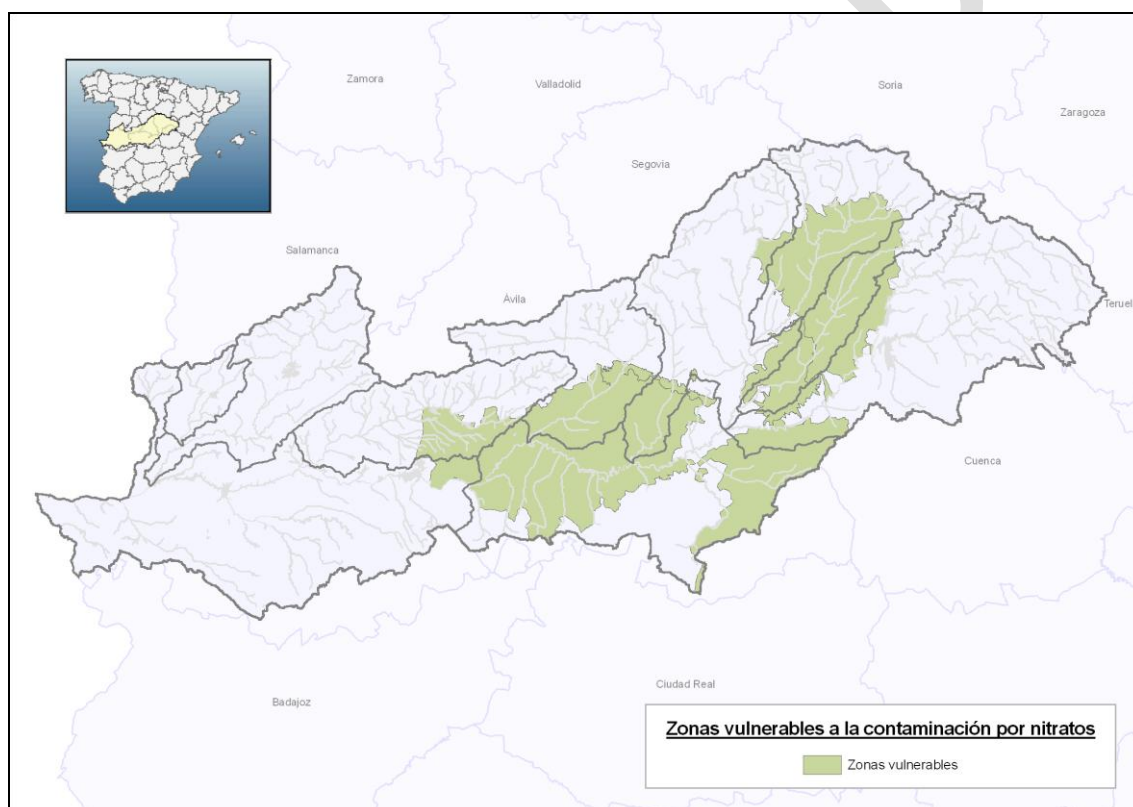 Zamora
Valladolid
Soria
Zaragoza
Segovia
Salamanca
Ávila
Teruel
Cuenca
Ciudad Real
Badajoz
Zonas vulnerables a la contaminación por nitratos
Zonas vulnerables